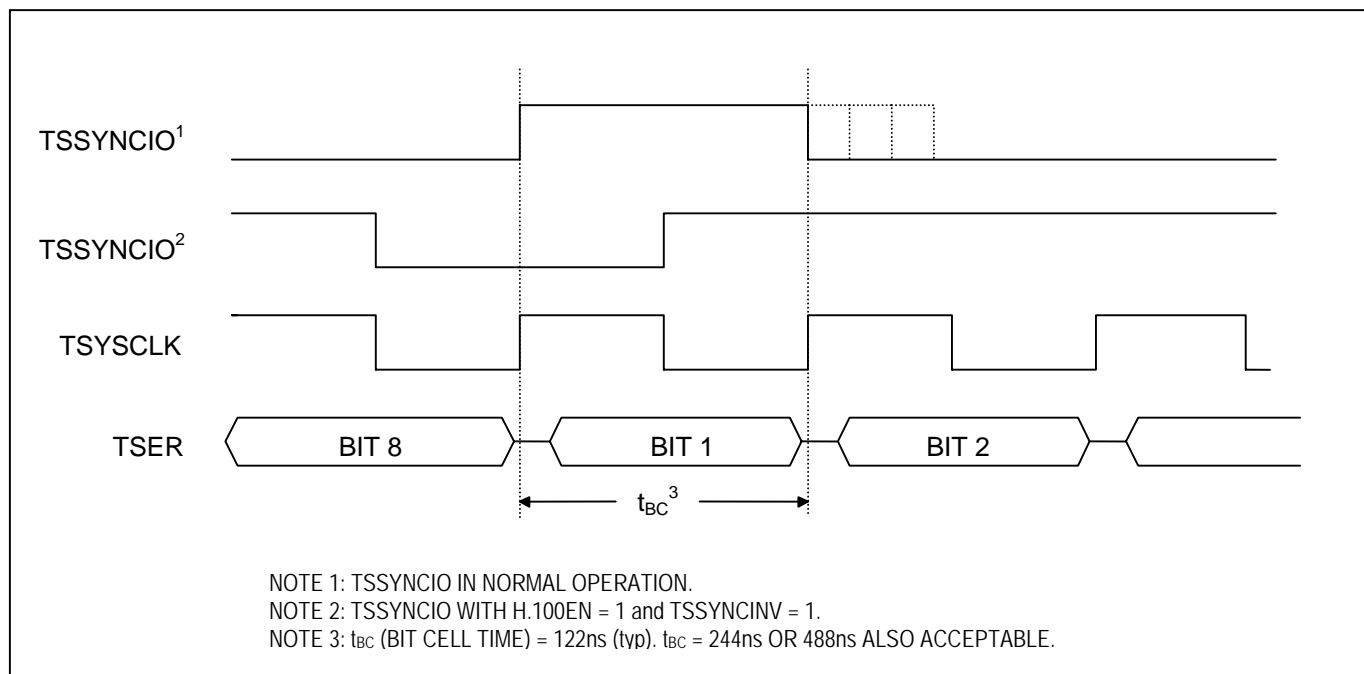 TSSYNCIO¹
TSSYNCIO²
TSYSCLK
TSER
BIT 8
BIT 1
BIT 2
tBC³
NOTE 1: TSSYNCIO IN NORMAL OPERATION.
NOTE 2: TSSYNCIO WITH H.100EN = 1 and TSSYNCINV = 1.
NOTE 3: tBC (BIT CELL TIME) = 122ns (typ). tBC = 244ns OR 488ns ALSO ACCEPTABLE.